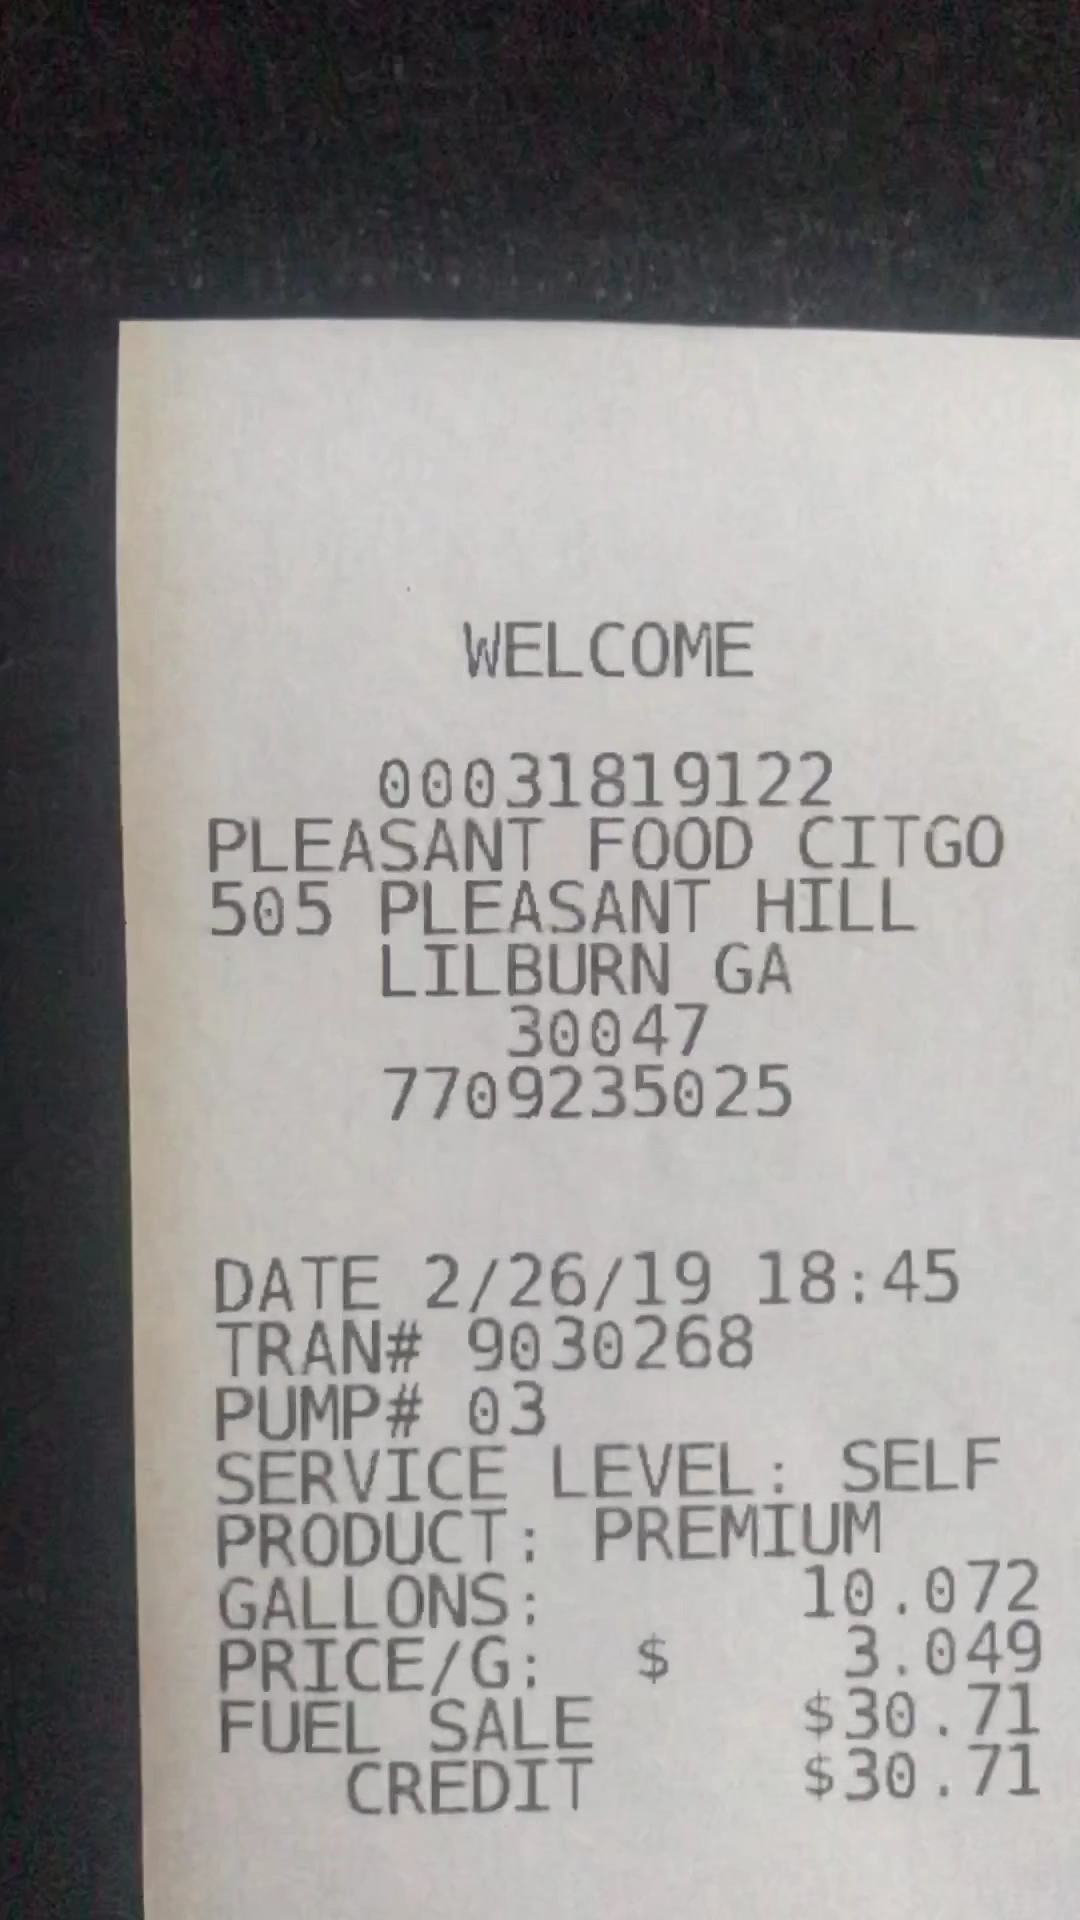 WELCOME
00031819122
PLEASANT FOOD CITGO
505 PLEASANT HILL
LILBURN GA
30047
7709235025
DATE 2/26/19 18:45
TRAN# 9030268
PUMP# 03
SERVICE LEVEL: SELF
PRODUCT: PREMIUM
GALLONS: 10.072
PRICE/G: $ 3.049
FUEL SALE $30.71
CREDIT $30.71